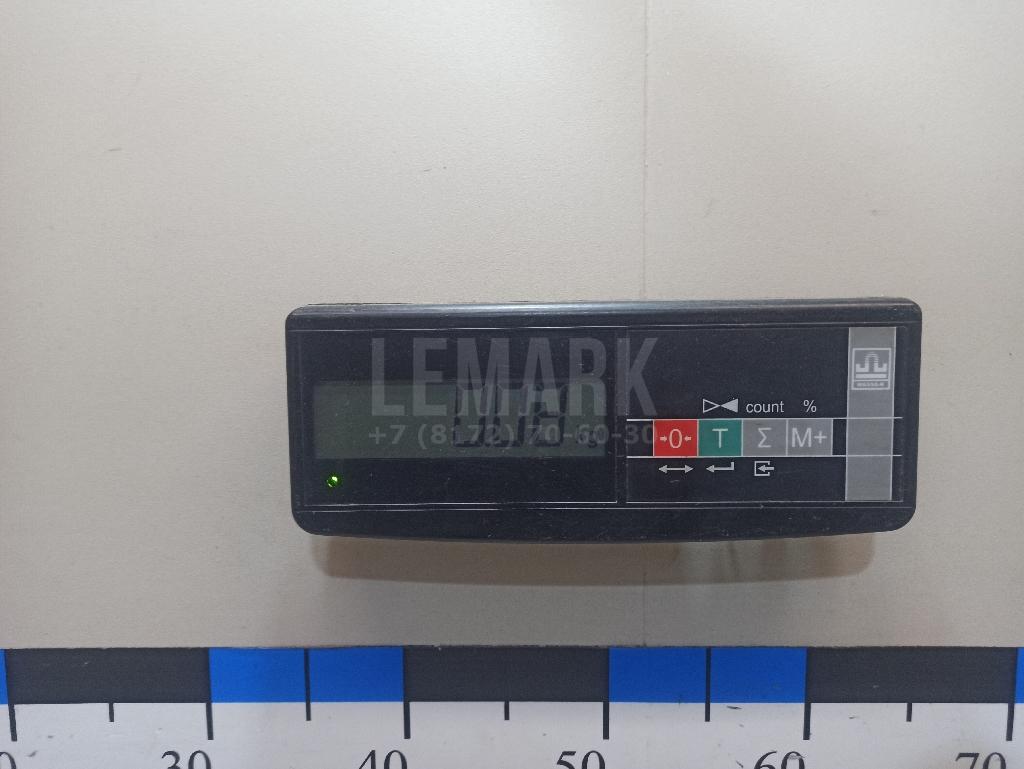 LEMARK
+7 (8172) 70-60-30
count %
→0← T Σ M+
30 40 50 60 70